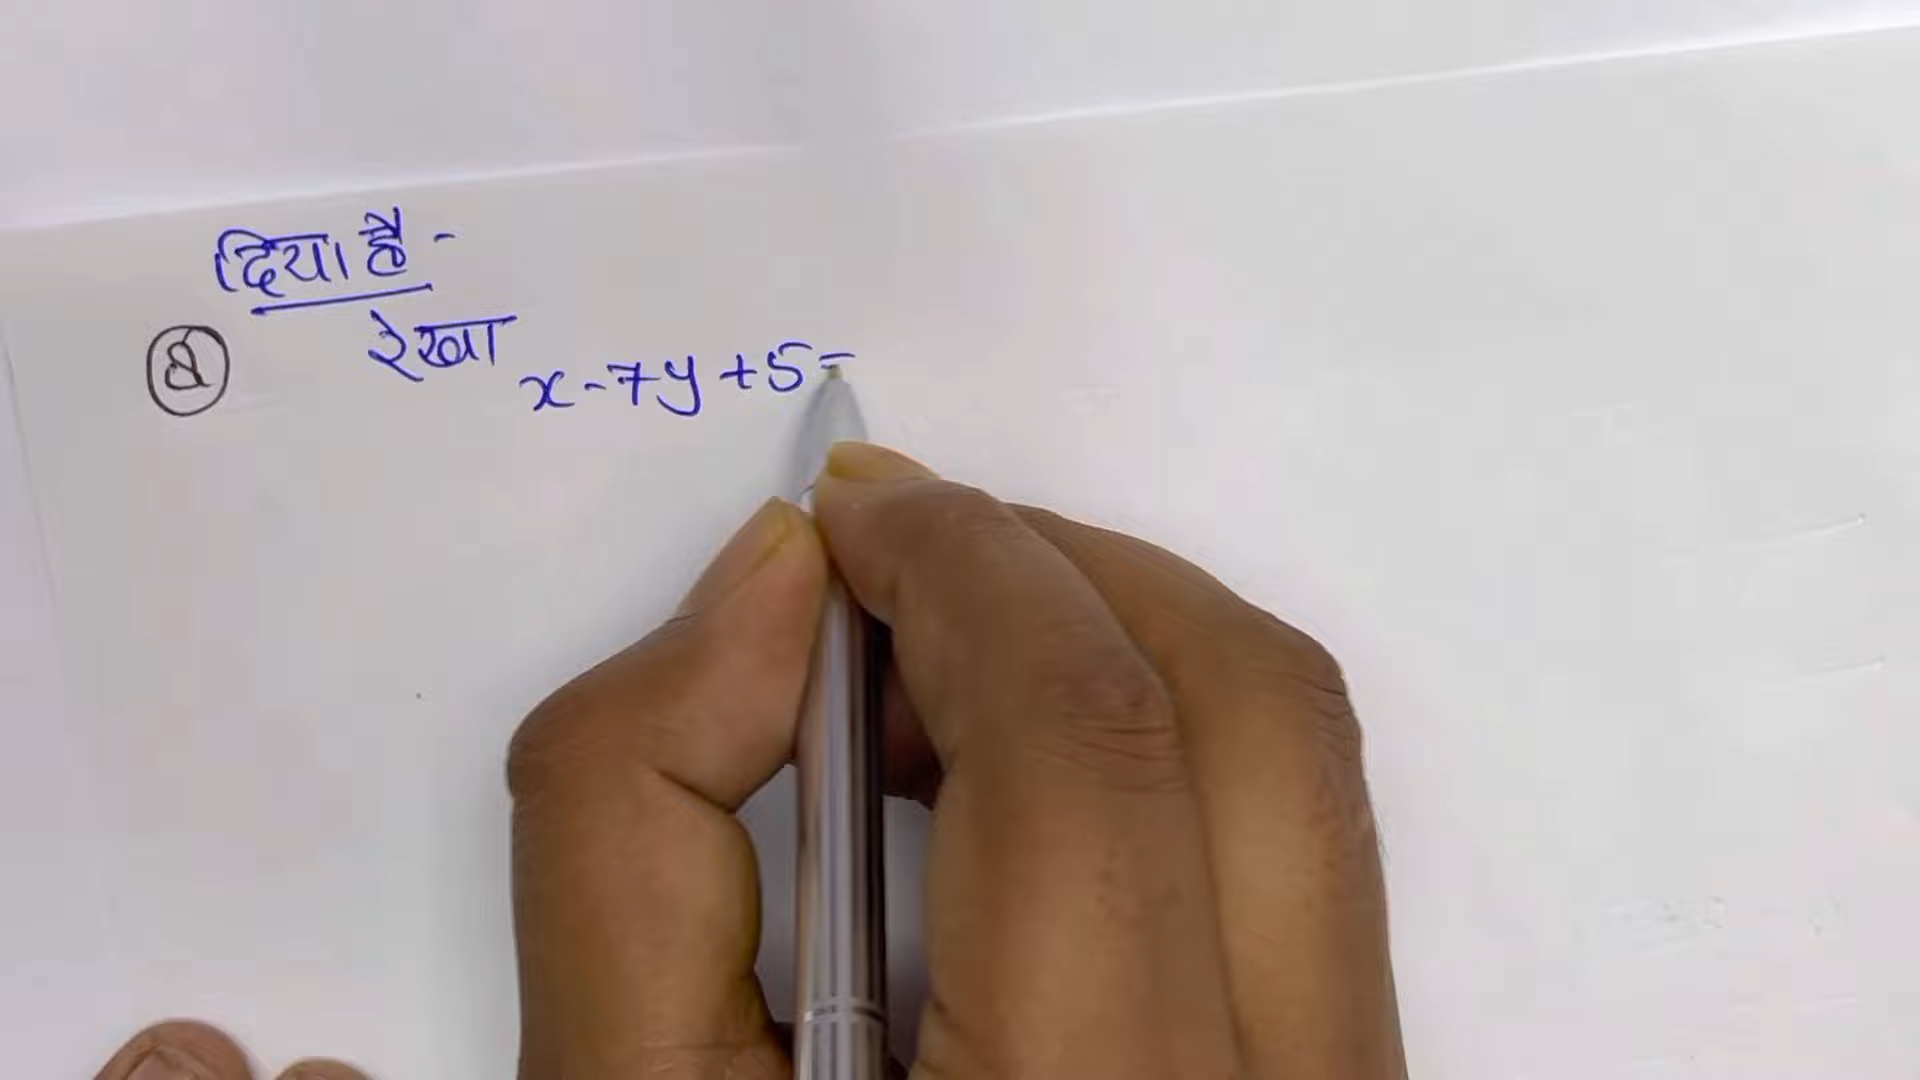 दिया है -
8 रेखा x-7y+5=